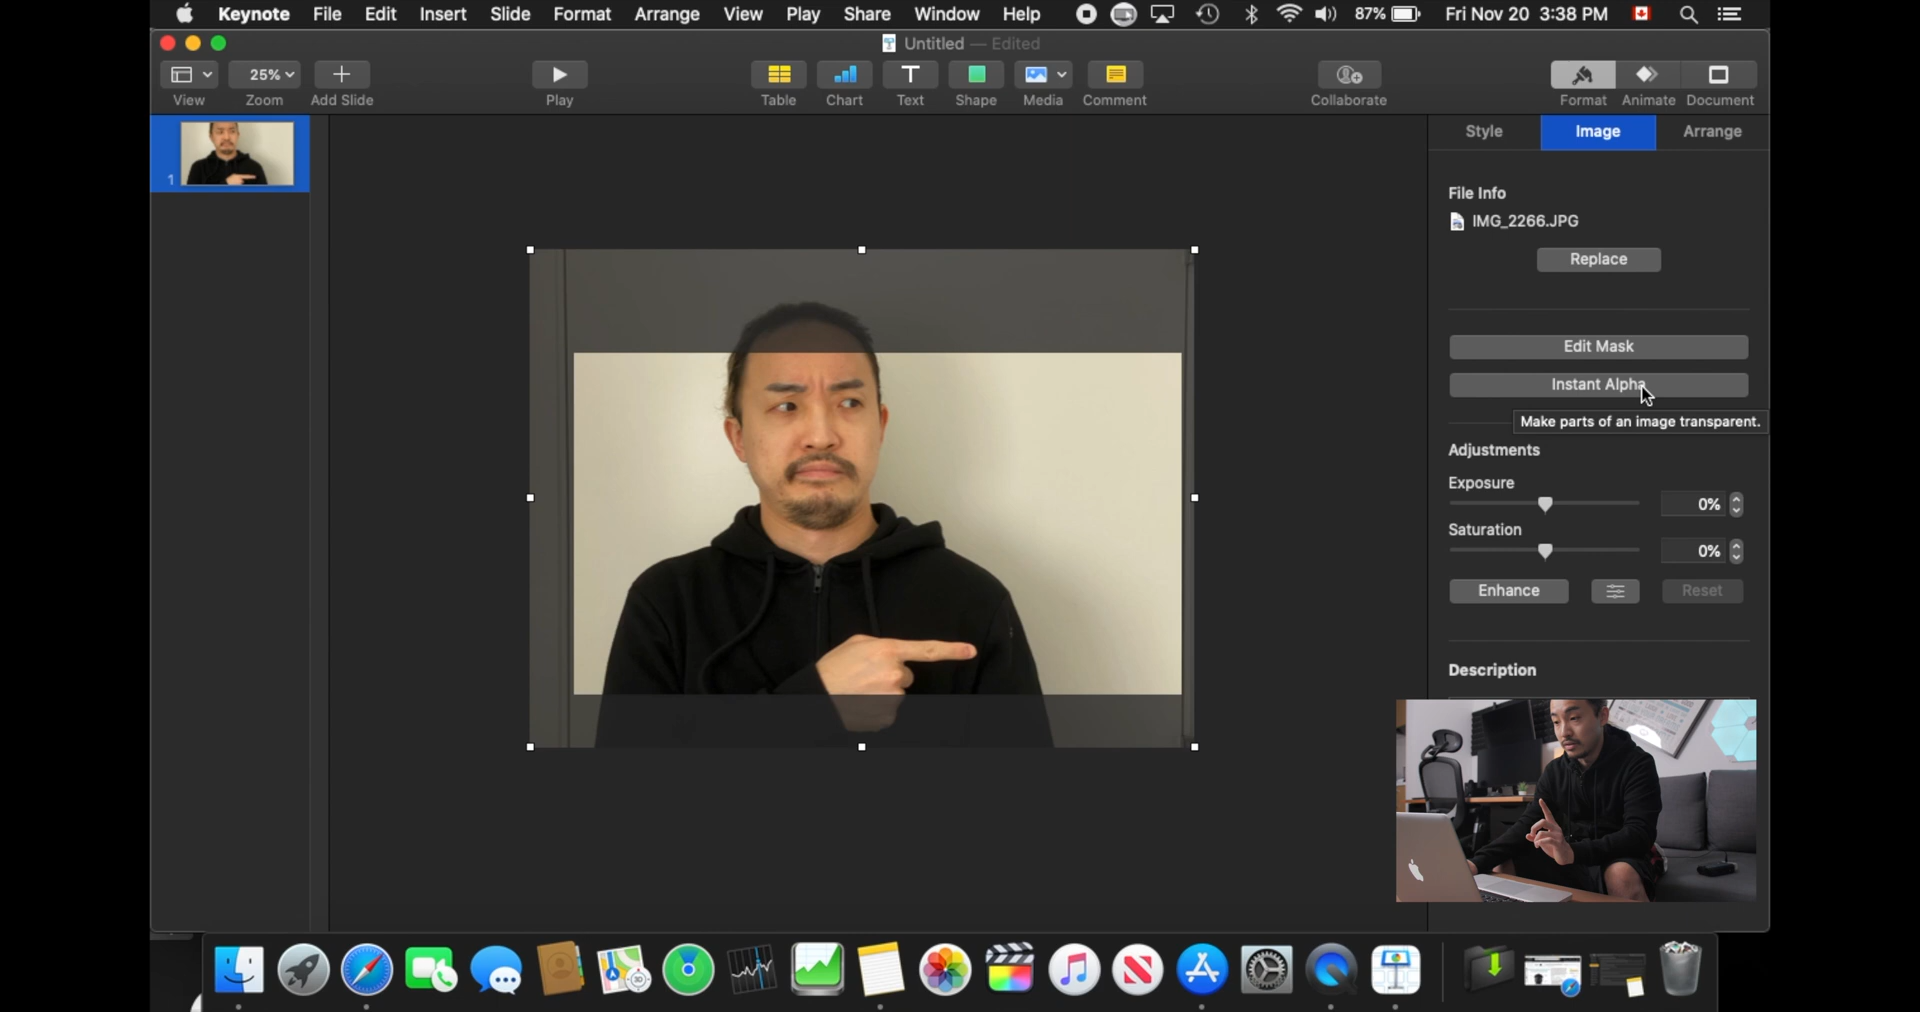 Keynote File Edit Insert Slide Format Arrange View Play Share Window Help 87% Fri Nov 20 3:38 PM
Untitled — Edited
25%
View Zoom Add Slide Play Table Chart Text Shape Media Comment Collaborate Format Animate Document
Style Image Arrange
1
File Info
IMG_2266.JPG
Replace
Edit Mask
Instant Alpha
Make parts of an image transparent.
Adjustments
Exposure
0%
Saturation
0%
Enhance Reset
Description